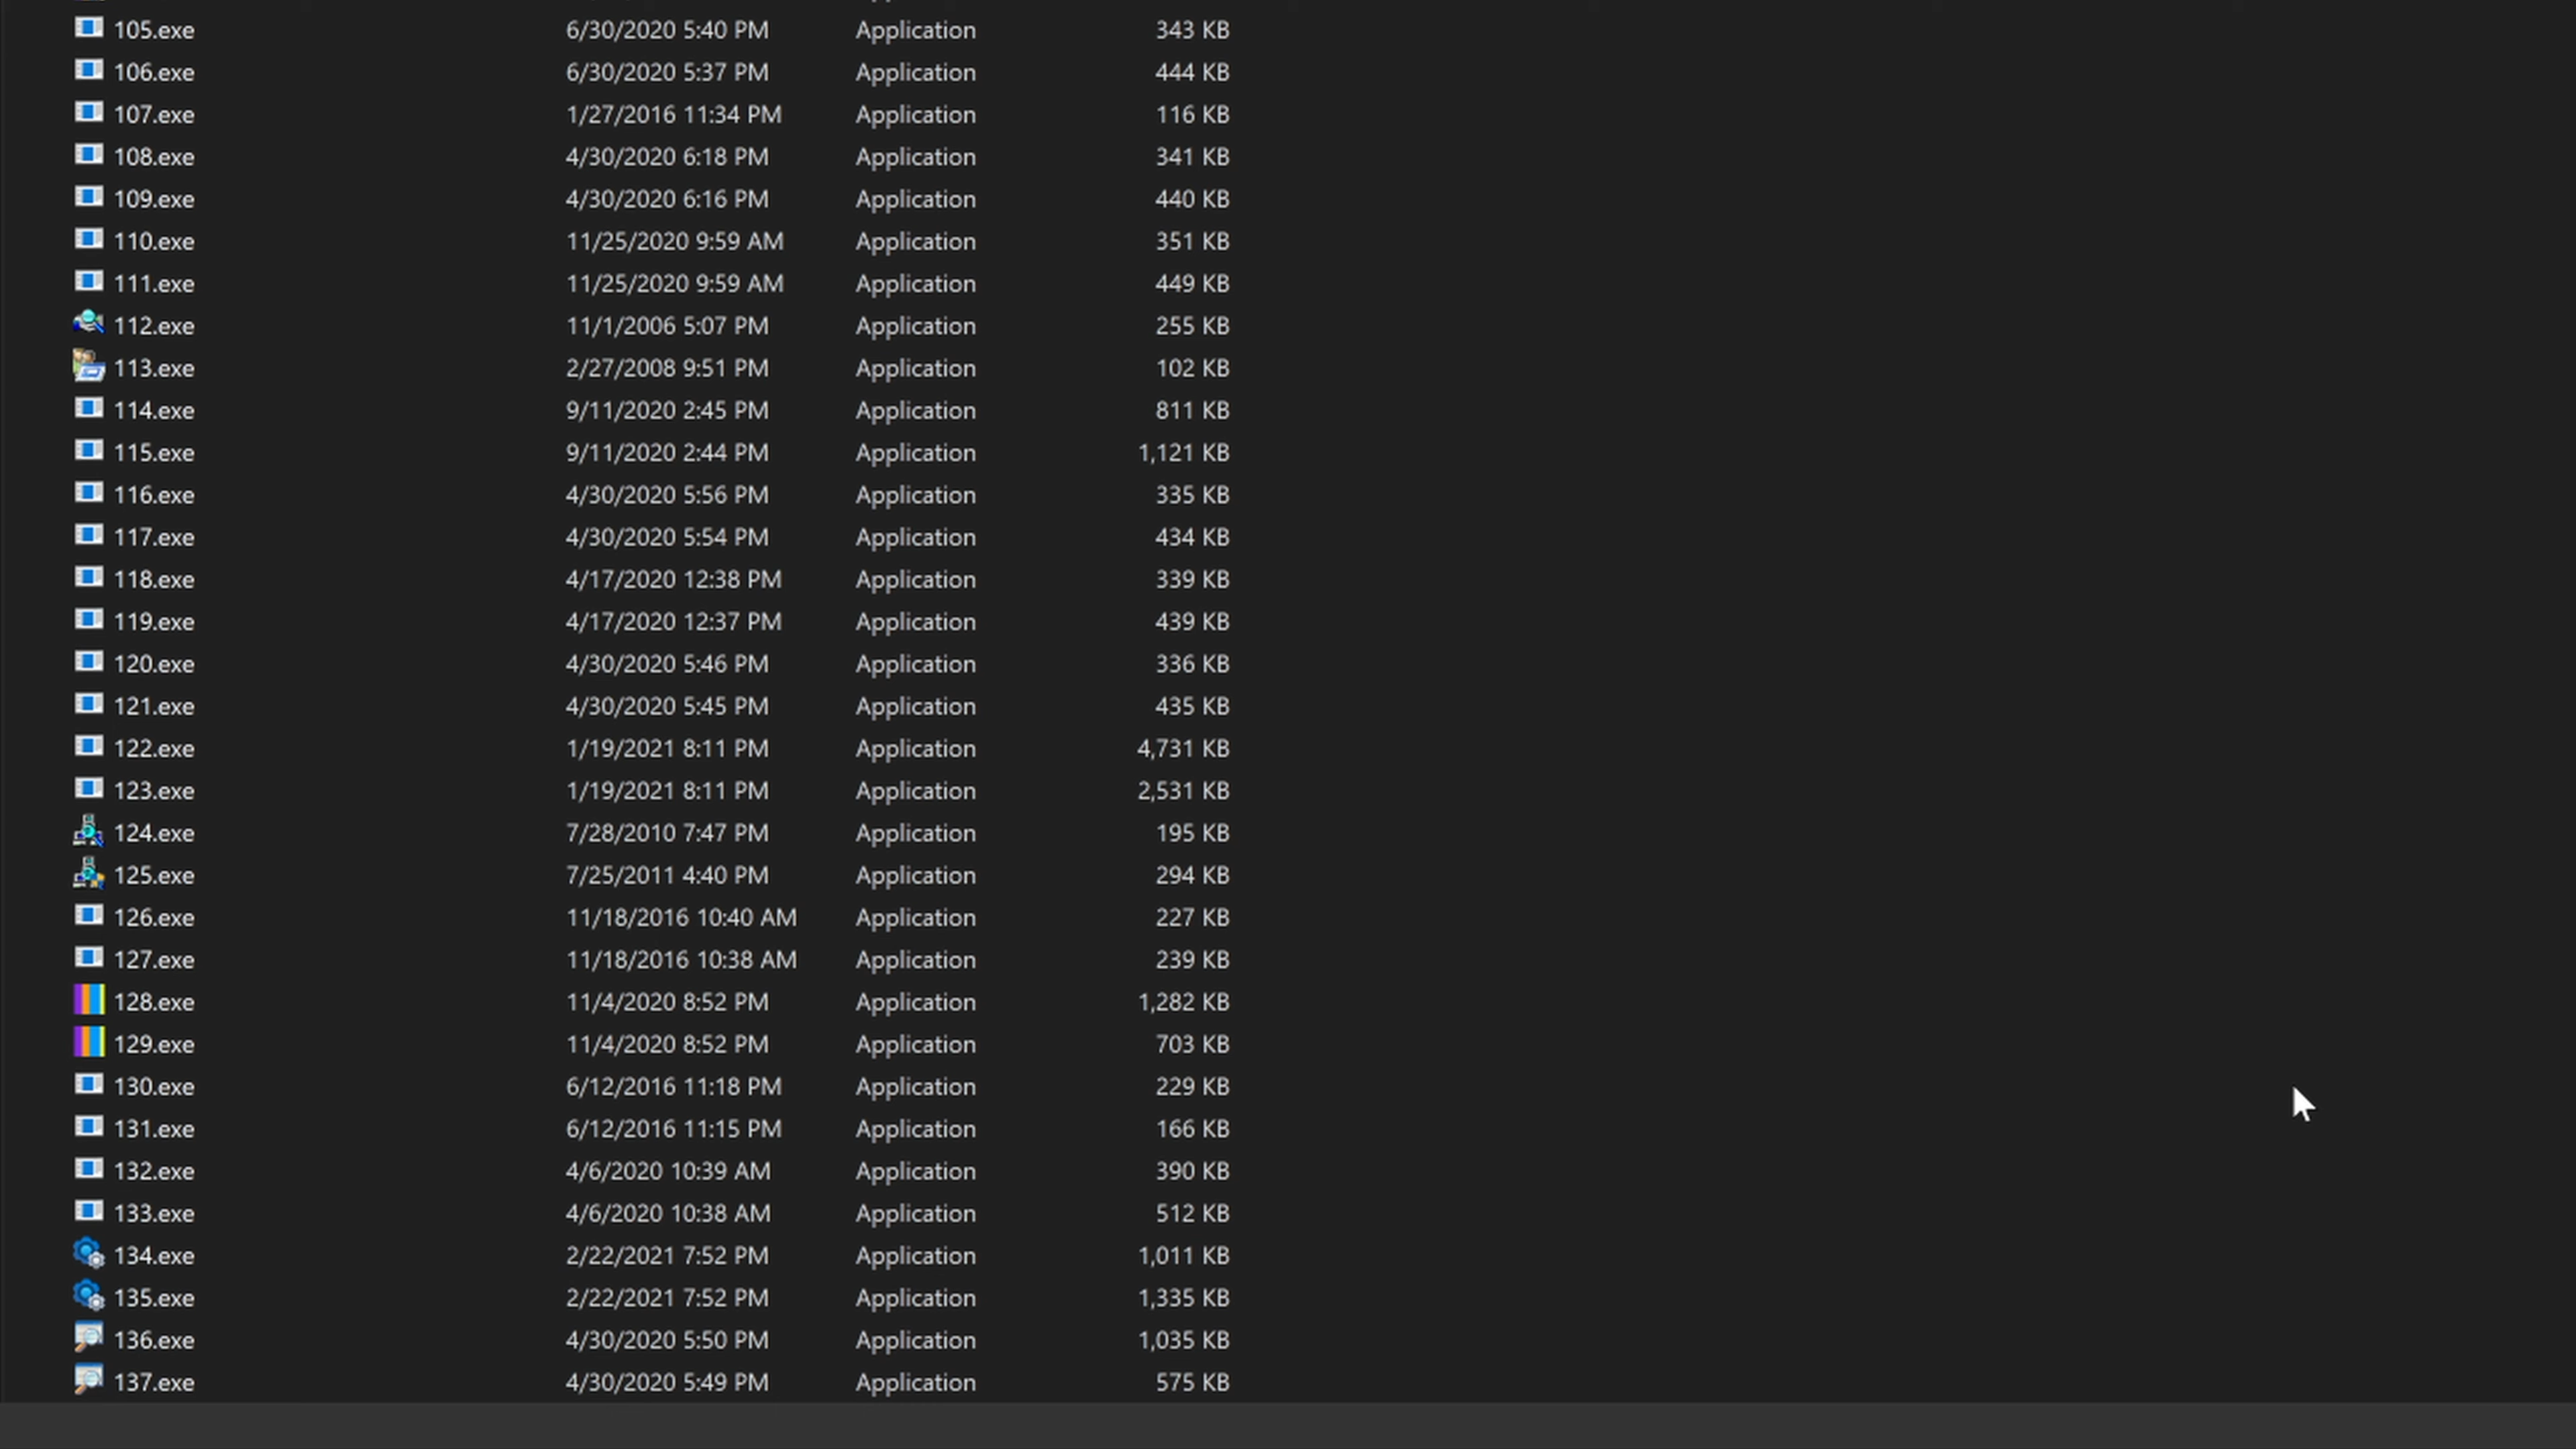 105.exe 6/30/2020 5:40 PM Application 343 KB
106.exe 6/30/2020 5:37 PM Application 444 KB
107.exe 1/27/2016 11:34 PM Application 116 KB
108.exe 4/30/2020 6:18 PM Application 341 KB
109.exe 4/30/2020 6:16 PM Application 440 KB
110.exe 11/25/2020 9:59 AM Application 351 KB
111.exe 11/25/2020 9:59 AM Application 449 KB
112.exe 11/1/2006 5:07 PM Application 255 KB
113.exe 2/27/2008 9:51 PM Application 102 KB
114.exe 9/11/2020 2:45 PM Application 811 KB
115.exe 9/11/2020 2:44 PM Application 1,121 KB
116.exe 4/30/2020 5:56 PM Application 335 KB
117.exe 4/30/2020 5:54 PM Application 434 KB
118.exe 4/17/2020 12:38 PM Application 339 KB
119.exe 4/17/2020 12:37 PM Application 439 KB
120.exe 4/30/2020 5:46 PM Application 336 KB
121.exe 4/30/2020 5:45 PM Application 435 KB
122.exe 1/19/2021 8:11 PM Application 4,731 KB
123.exe 1/19/2021 8:11 PM Application 2,531 KB
124.exe 7/28/2010 7:47 PM Application 195 KB
125.exe 7/25/2011 4:40 PM Application 294 KB
126.exe 11/18/2016 10:40 AM Application 227 KB
127.exe 11/18/2016 10:38 AM Application 239 KB
128.exe 11/4/2020 8:52 PM Application 1,282 KB
129.exe 11/4/2020 8:52 PM Application 703 KB
130.exe 6/12/2016 11:18 PM Application 229 KB
131.exe 6/12/2016 11:15 PM Application 166 KB
132.exe 4/6/2020 10:39 AM Application 390 KB
133.exe 4/6/2020 10:38 AM Application 512 KB
134.exe 2/22/2021 7:52 PM Application 1,011 KB
135.exe 2/22/2021 7:52 PM Application 1,335 KB
136.exe 4/30/2020 5:50 PM Application 1,035 KB
137.exe 4/30/2020 5:49 PM Application 575 KB